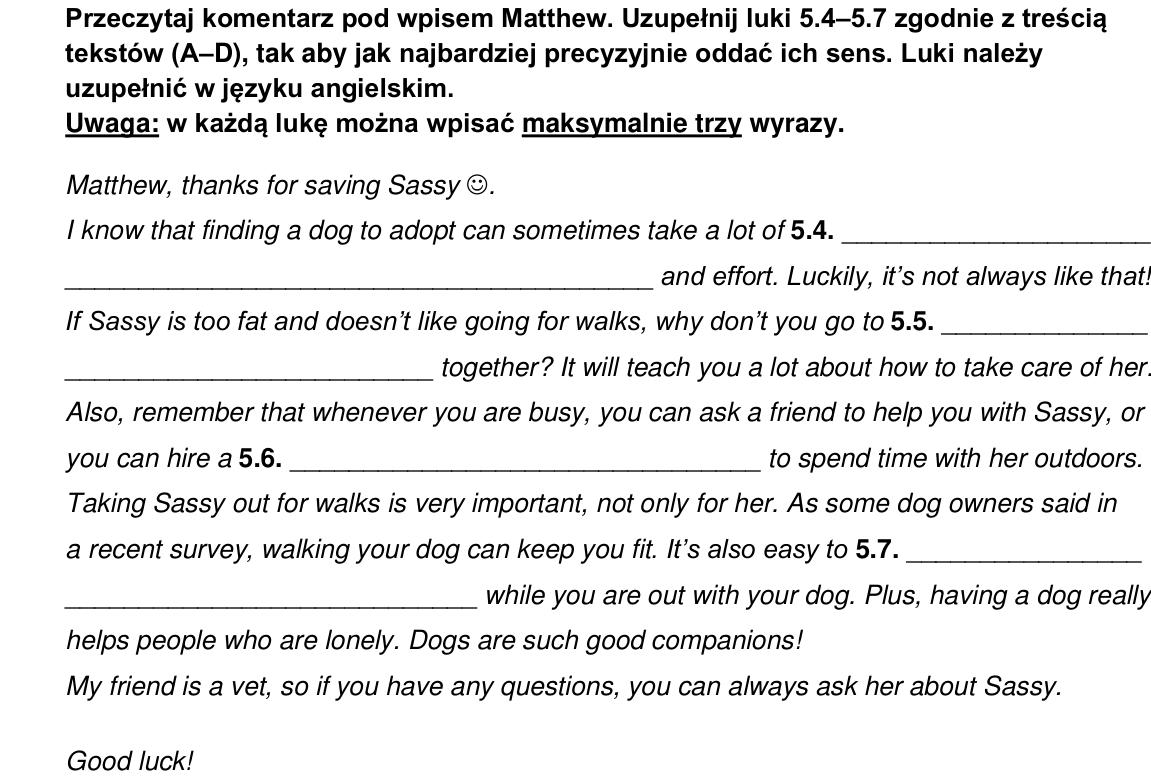 Przeczytaj komentarz pod wpisem Matthew. Uzupełnij luki 5.4–5.7 zgodnie z treścią
tekstów (A–D), tak aby jak najbardziej precyzyjnie oddać ich sens. Luki należy
uzupełnić w języku angielskim.
Uwaga: w każdą lukę można wpisać maksymalnie trzy wyrazy.
Matthew, thanks for saving Sassy ☺.
I know that finding a dog to adopt can sometimes take a lot of 5.4. ______________________
__________________________________________ and effort. Luckily, it’s not always like that!
If Sassy is too fat and doesn’t like going for walks, why don’t you go to 5.5. _______________
__________________________ together? It will teach you a lot about how to take care of her.
Also, remember that whenever you are busy, you can ask a friend to help you with Sassy, or
you can hire a 5.6. _________________________________ to spend time with her outdoors.
Taking Sassy out for walks is very important, not only for her. As some dog owners said in
a recent survey, walking your dog can keep you fit. It’s also easy to 5.7. _________________
_____________________________ while you are out with your dog. Plus, having a dog really
helps people who are lonely. Dogs are such good companions!
My friend is a vet, so if you have any questions, you can always ask her about Sassy.
Good luck!